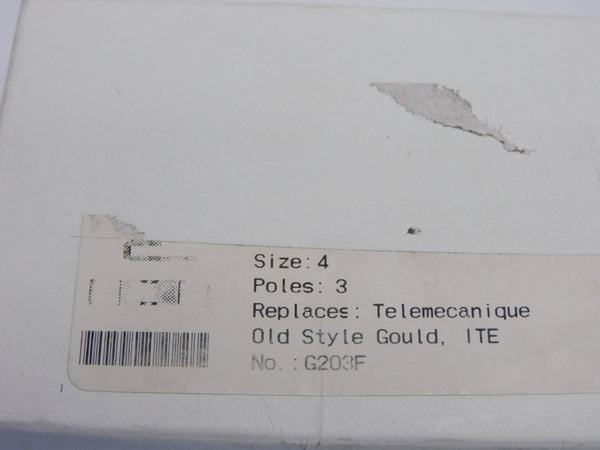 Size: 4
Poles: 3
Replaces: Telemecanique
Old Style Gould, ITE
No.: G203F